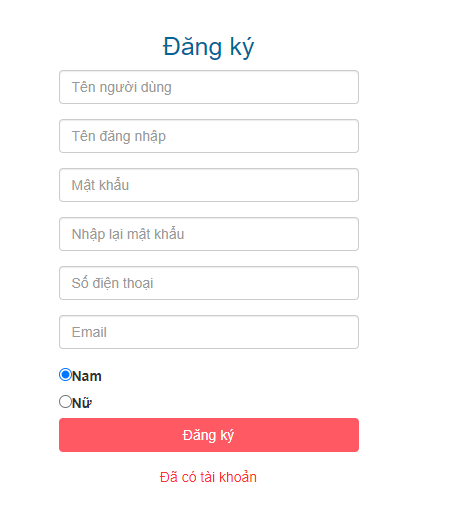 Đăng ký
Tên người dùng
Tên đăng nhập
Mật khẩu
Nhập lại mật khẩu
Số điện thoại
Email
Nam
Nữ
Đăng ký
Đã có tài khoản